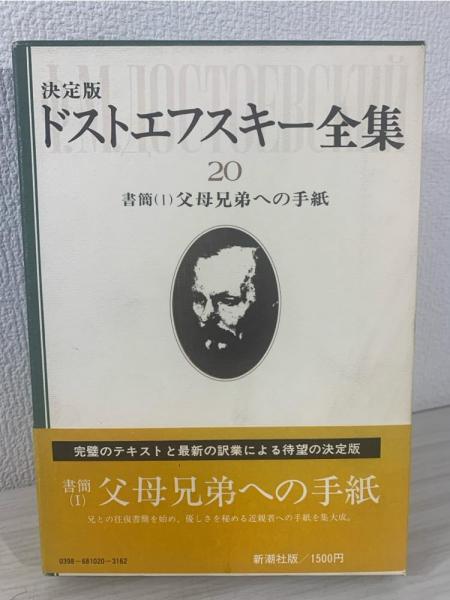 Ф.М.ДОСТОЕВСКИЙ
決定版
ドストエフスキー全集
20
書簡(I)父母兄弟への手紙
完璧のテキストと最新の訳業による待望の決定版
書簡(I) 父母兄弟への手紙
兄との往復書簡を始め、優しさを秘める近親者への手紙を集大成。
0398-681020-3162
新潮社版/1500円